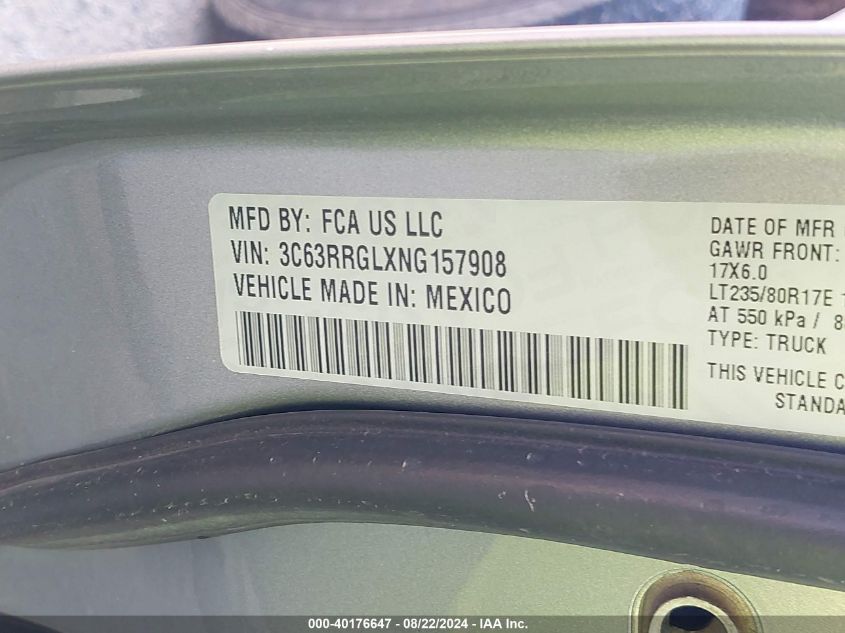 MFD BY: FCA US LLC
VIN: 3C63RRGLXNG157908
VEHICLE MADE IN: MEXICO
DATE OF MFR
GAWR FRONT:
17X6.0
LT235/80R17E
AT 550 kPa /
TYPE: TRUCK
THIS VEHICLE
000-40176647 - 08/22/2024 - IAA Inc.